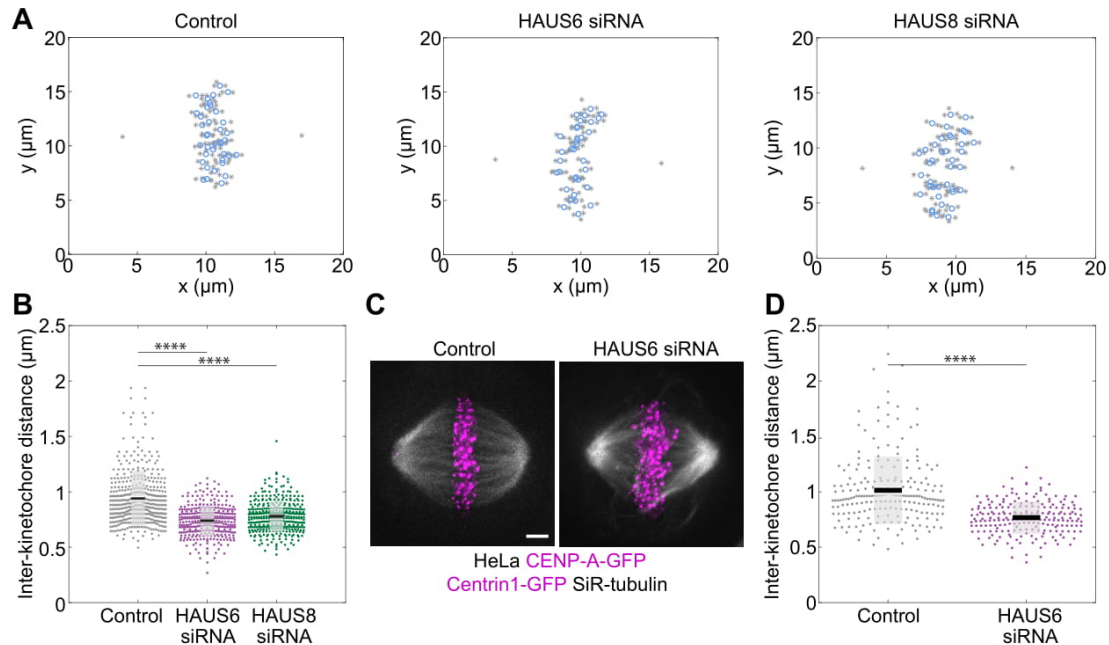 A
Control
HAUS6 siRNA
HAUS8 siRNA
20
15
10
5
0
y (µm)
0 5 10 15 20
x (µm)
20
15
10
5
0
y (µm)
0 5 10 15 20
x (µm)
20
15
10
5
0
y (µm)
0 5 10 15 20
x (µm)
B
2.5
2
1.5
1
0.5
0
Inter-kinetochore distance (µm)
****
****
Control
HAUS6
siRNA
HAUS8
siRNA
C
Control
HAUS6 siRNA
HeLa CENP-A-GFP
Centrin1-GFP SiR-tubulin
D
2.5
2
1.5
1
0.5
0
Inter-kinetochore distance (µm)
****
Control
HAUS6
siRNA